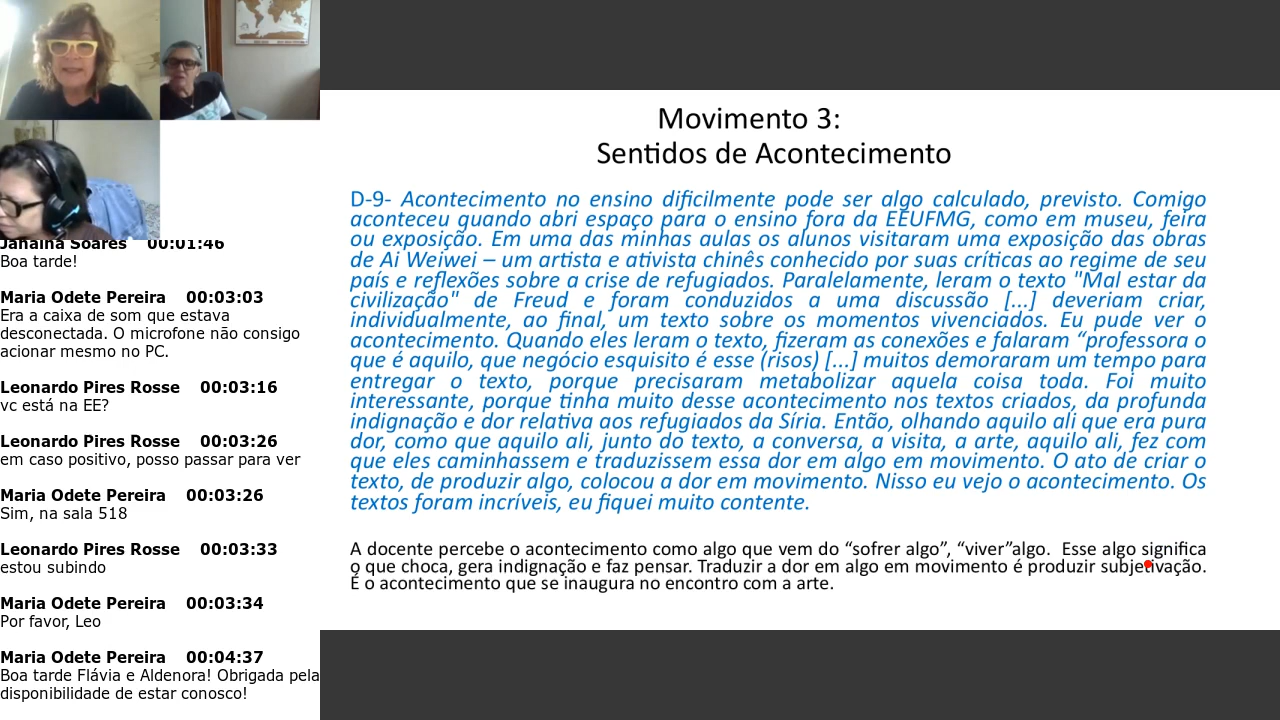 Janaina Soares 00:01:46
Boa tarde!
Maria Odete Pereira 00:03:03
Era a caixa de som que estava
desconectada. O microfone não consigo
acionar mesmo no PC.
Leonardo Pires Rosse 00:03:16
vc está na EE?
Leonardo Pires Rosse 00:03:26
em caso positivo, posso passar para ver
Maria Odete Pereira 00:03:26
Sim, na sala 518
Leonardo Pires Rosse 00:03:33
estou subindo
Maria Odete Pereira 00:03:34
Por favor, Leo
Maria Odete Pereira 00:04:37
Boa tarde Flávia e Aldenora! Obrigada pela
disponibilidade de estar conosco!
Movimento 3:
Sentidos de Acontecimento
D-9- Acontecimento no ensino dificilmente pode ser algo calculado, previsto. Comigo
aconteceu quando abri espaço para o ensino fora da EEUFMG, como em museu, feira
ou exposição. Em uma das minhas aulas os alunos visitaram uma exposição das obras
de Ai Weiwei – um artista e ativista chinês conhecido por suas críticas ao regime de seu
país e reflexões sobre a crise de refugiados. Paralelamente, leram o texto "Mal estar da
civilização" de Freud e foram conduzidos a uma discussão [...] deveriam criar,
individualmente, ao final, um texto sobre os momentos vivenciados. Eu pude ver o
acontecimento. Quando eles leram o texto, fizeram as conexões e falaram “professora o
que é aquilo, que negócio esquisito é esse (risos) [...] muitos demoraram um tempo para
entregar o texto, porque precisaram metabolizar aquela coisa toda. Foi muito
interessante, porque tinha muito desse acontecimento nos textos criados, da profunda
indignação e dor relativa aos refugiados da Síria. Então, olhando aquilo ali que era pura
dor, como que aquilo ali, junto do texto, a conversa, a visita, a arte, aquilo ali, fez com
que eles caminhassem e traduzissem essa dor em algo em movimento. O ato de criar o
texto, de produzir algo, colocou a dor em movimento. Nisso eu vejo o acontecimento. Os
textos foram incríveis, eu fiquei muito contente.
A docente percebe o acontecimento como algo que vem do “sofrer algo”, “viver”algo. Esse algo significa
o que choca, gera indignação e faz pensar. Traduzir a dor em algo em movimento é produzir subjetivação.
É o acontecimento que se inaugura no encontro com a arte.